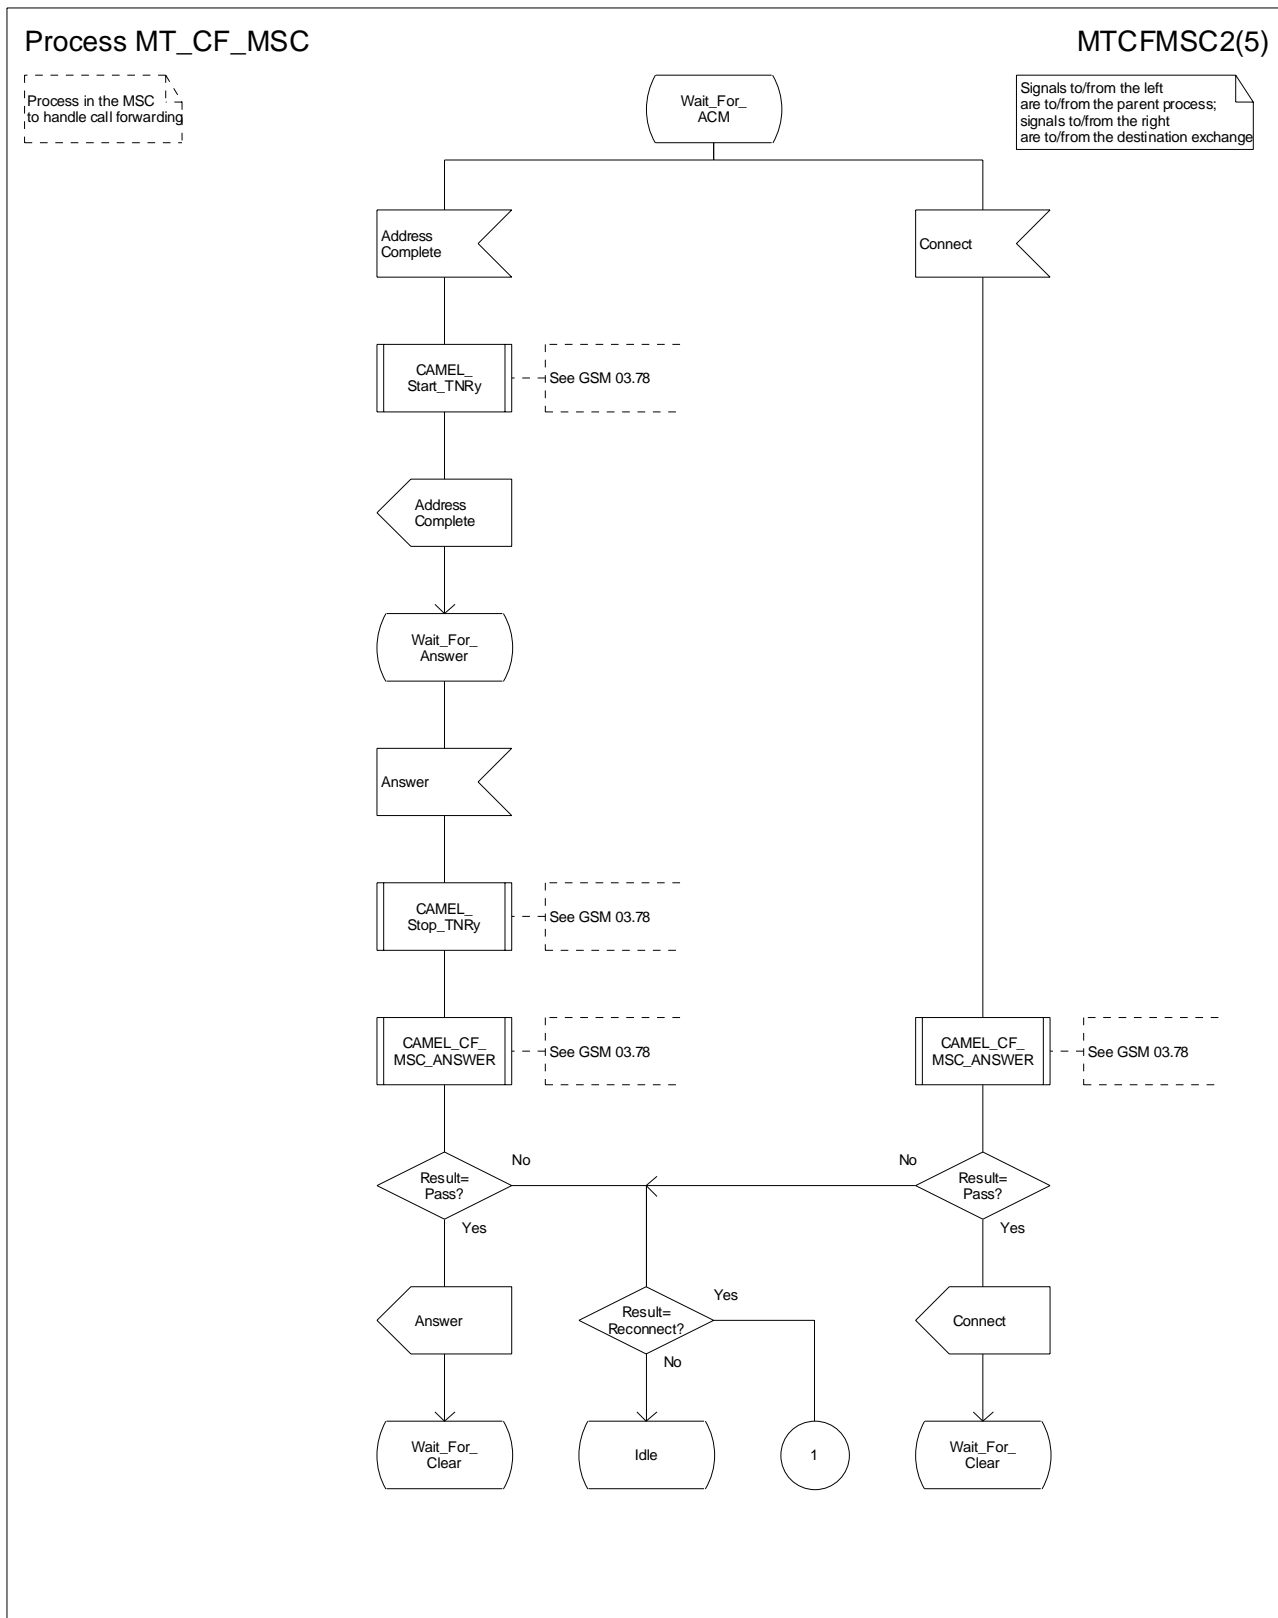 Process MT_CF_MSC
MTCFMSC2(5)
Process in the MSC
to handle call forwarding
Signals to/from the left
are to/from the parent process;
signals to/from the right
are to/from the destination exchange
Wait_For_
ACM
Address
Complete
Connect
CAMEL_
Start_TNRy
See GSM 03.78
Address
Complete
Wait_For_
Answer
Answer
CAMEL_
Stop_TNRy
See GSM 03.78
CAMEL_CF_
MSC_ANSWER
See GSM 03.78
CAMEL_CF_
MSC_ANSWER
See GSM 03.78
Result=
Pass?
No
Yes
No
Result=
Pass?
Yes
Answer
Result=
Reconnect?
Yes
No
Connect
Wait_For_
Clear
Idle
1
Wait_For_
Clear